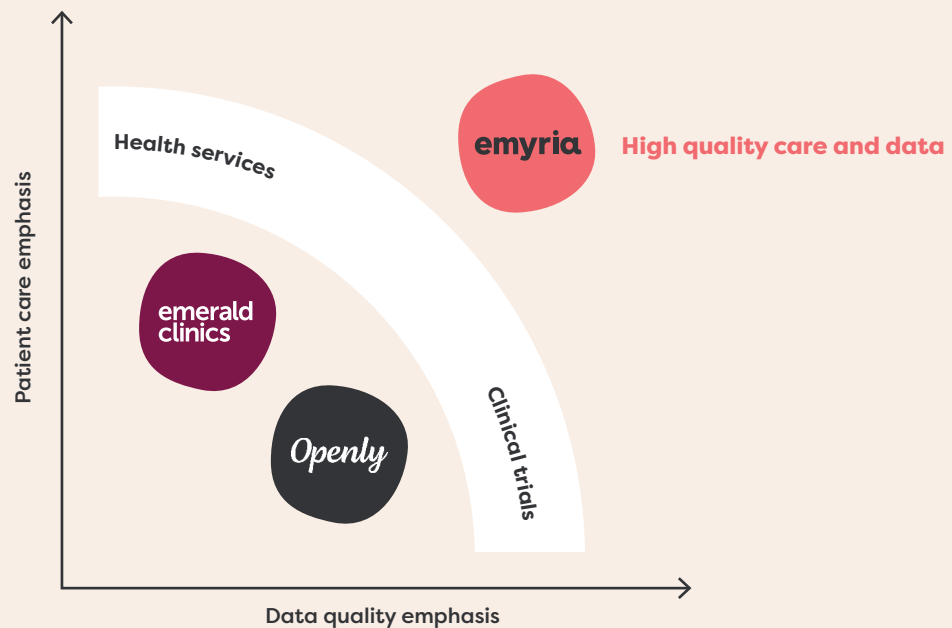 Patient care emphasis
Health services
emyria
High quality care and data
emerald
clinics
Openly
Clinical trials
Data quality emphasis